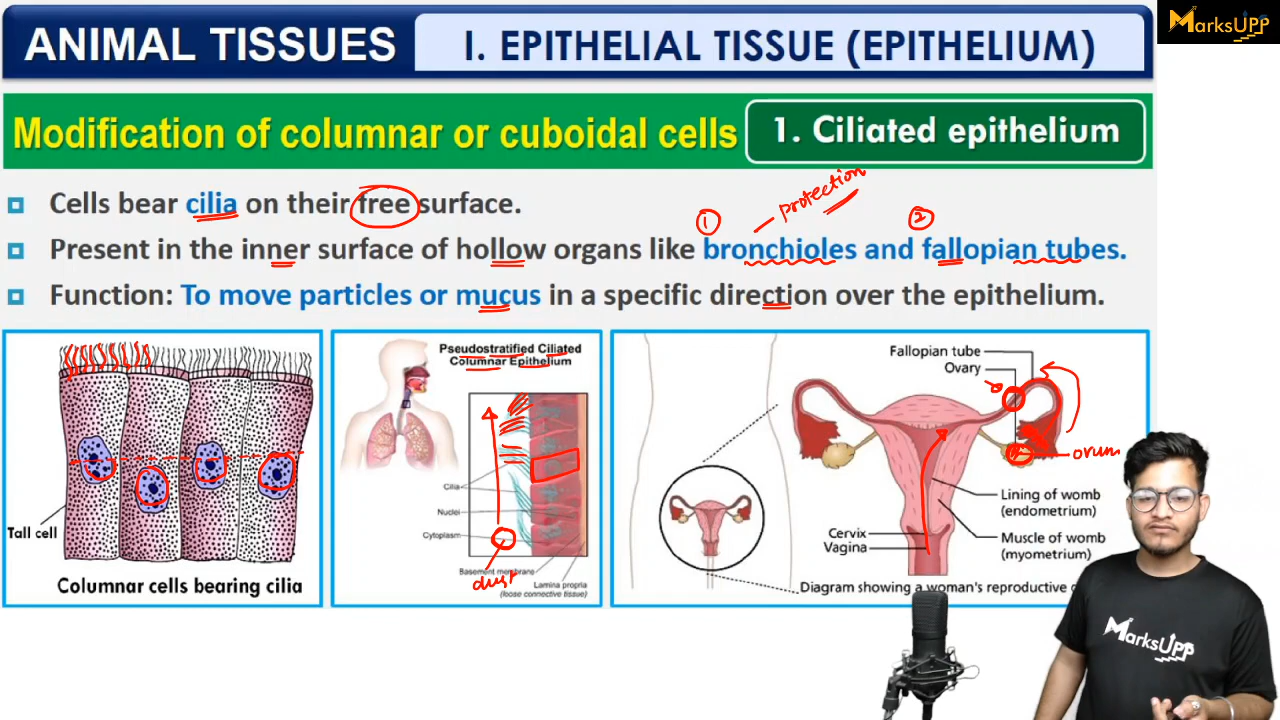 ANIMAL TISSUES
I. EPITHELIAL TISSUE (EPITHELIUM)
MarksUPP
Modification of columnar or cuboidal cells
1. Ciliated epithelium
protection
Cells bear cilia on their free surface.
1
2
Present in the inner surface of hollow organs like bronchioles and fallopian tubes.
Function: To move particles or mucus in a specific direction over the epithelium.
Tall cell
Columnar cells bearing cilia
Pseudostratified Ciliated
Columnar Epithelium
Cilia
Nuclei
Cytoplasm
Basement membrane
Lamina propria
(loose connective tissue)
dust
Fallopian tube
Ovary
ovum
Lining of womb
(endometrium)
Cervix
Vagina
Muscle of womb
(myometrium)
Diagram showing a woman's reproductive
MarksUPP